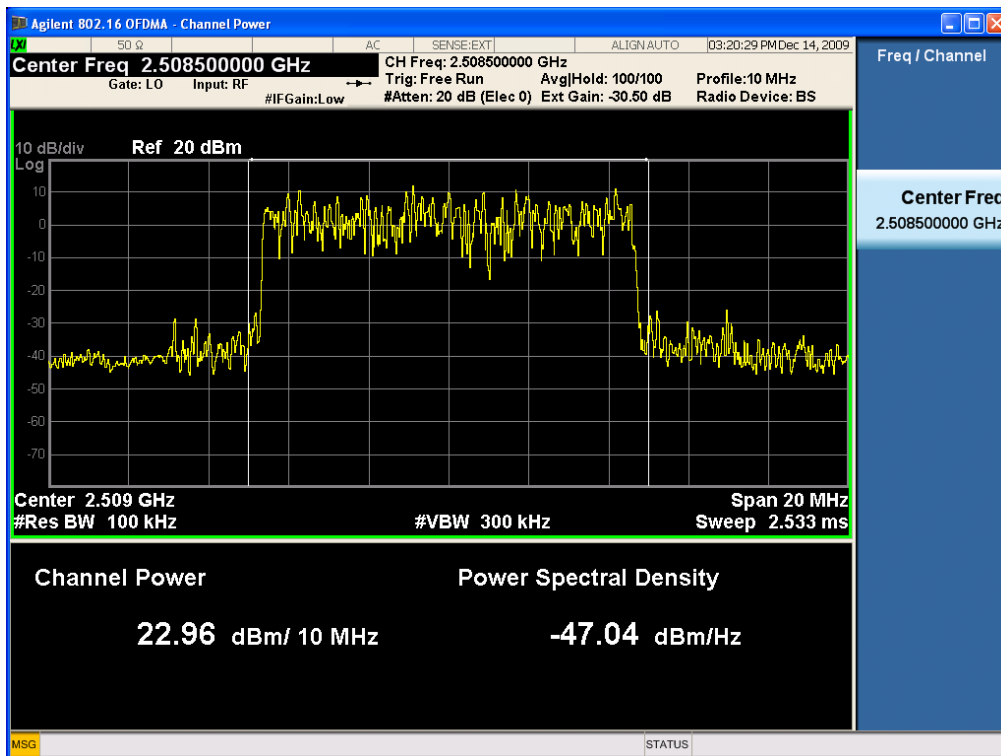 Agilent 802.16 OFDMA - Channel Power
LXI 50 Ω AC SENSE:EXT ALIGN AUTO 03:20:29 PM Dec 14, 2009
Center Freq 2.508500000 GHz
Gate: LO Input: RF
#IFGain:Low
CH Freq: 2.508500000 GHz
Trig: Free Run Avg|Hold: 100/100 Profile:10 MHz
#Atten: 20 dB (Elec 0) Ext Gain: -30.50 dB Radio Device: BS
Freq / Channel
Center Freq
2.508500000 GHz
10 dB/div Ref 20 dBm
Log
10
0
-10
-20
-30
-40
-50
-60
-70
Center 2.509 GHz Span 20 MHz
#Res BW 100 kHz #VBW 300 kHz Sweep 2.533 ms
Channel Power Power Spectral Density
22.96 dBm/ 10 MHz -47.04 dBm/Hz
MSG STATUS